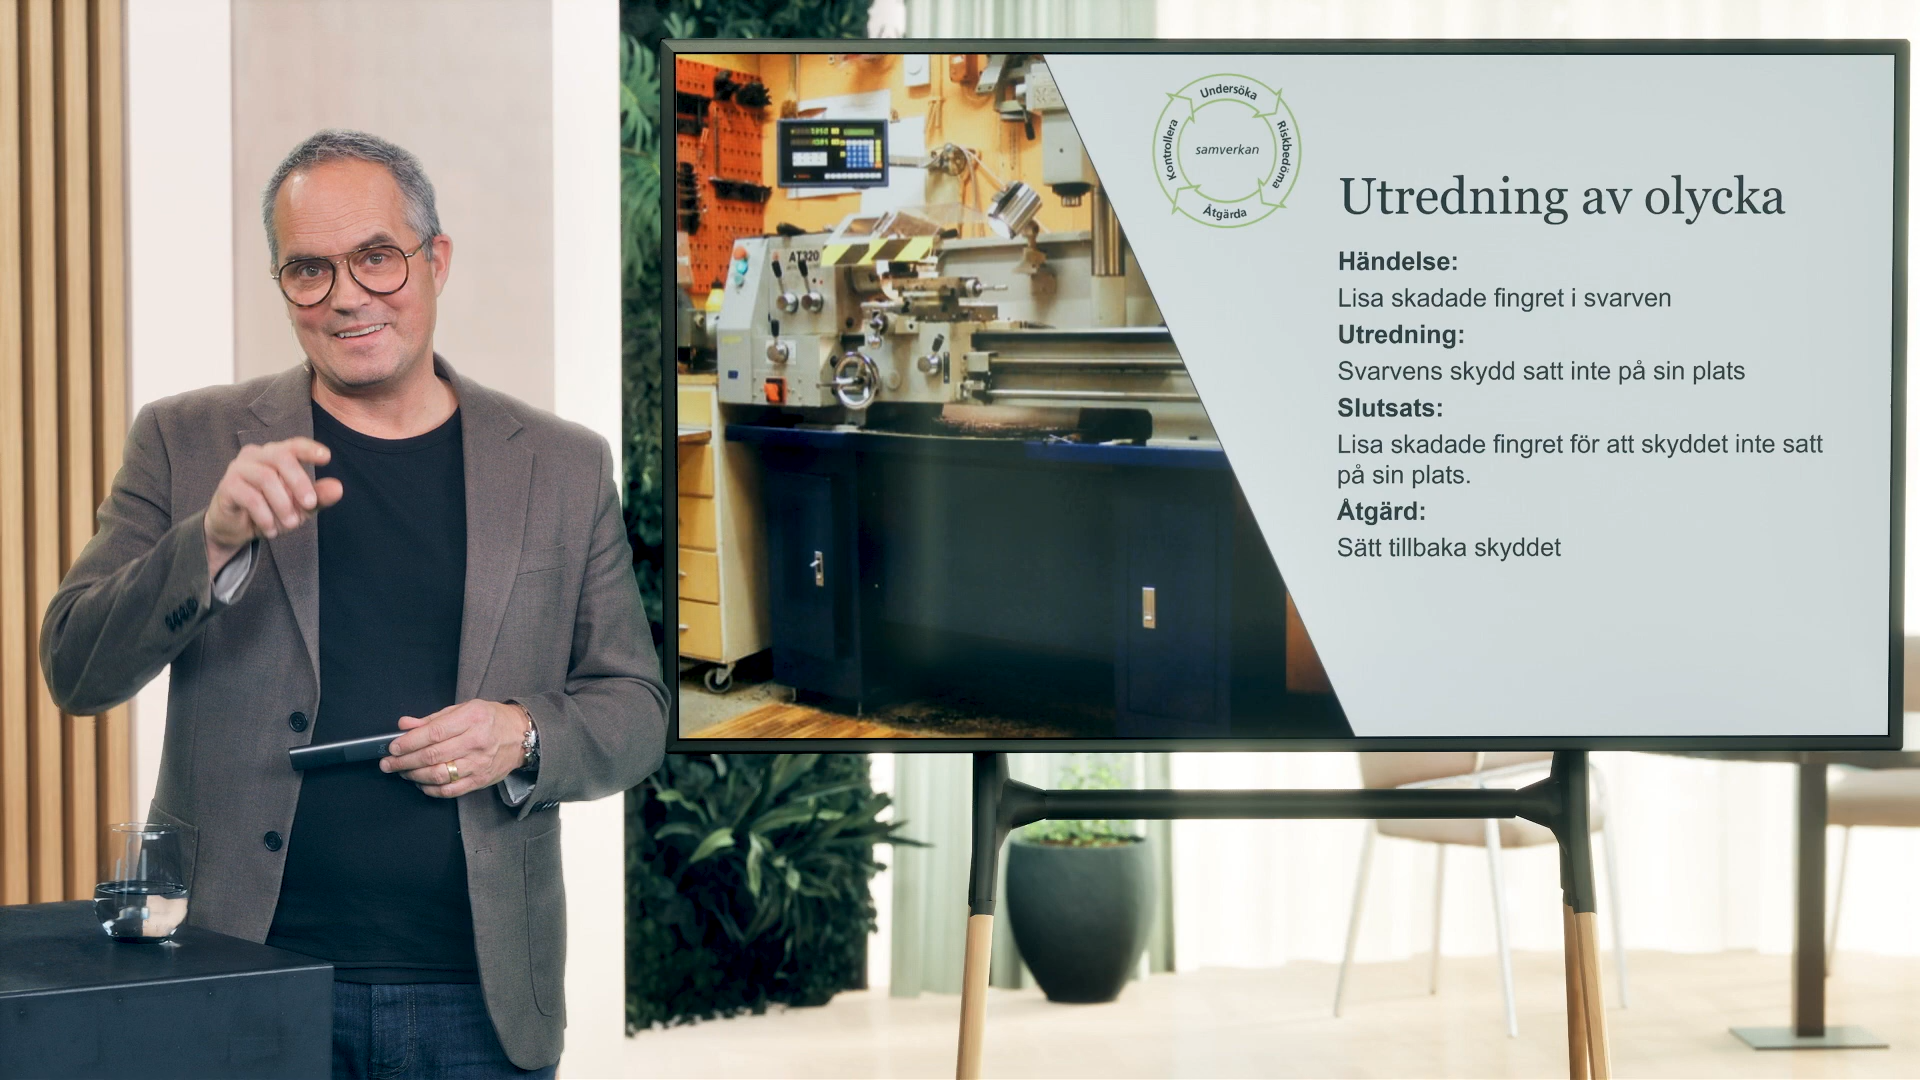 Undersöka
Riskbedöma
Åtgärda
Kontrollera
samverkan
Utredning av olycka
Händelse:
Lisa skadade fingret i svarven
Utredning:
Svarvens skydd satt inte på sin plats
Slutsats:
Lisa skadade fingret för att skyddet inte satt
på sin plats.
Åtgärd:
Sätt tillbaka skyddet
AT320